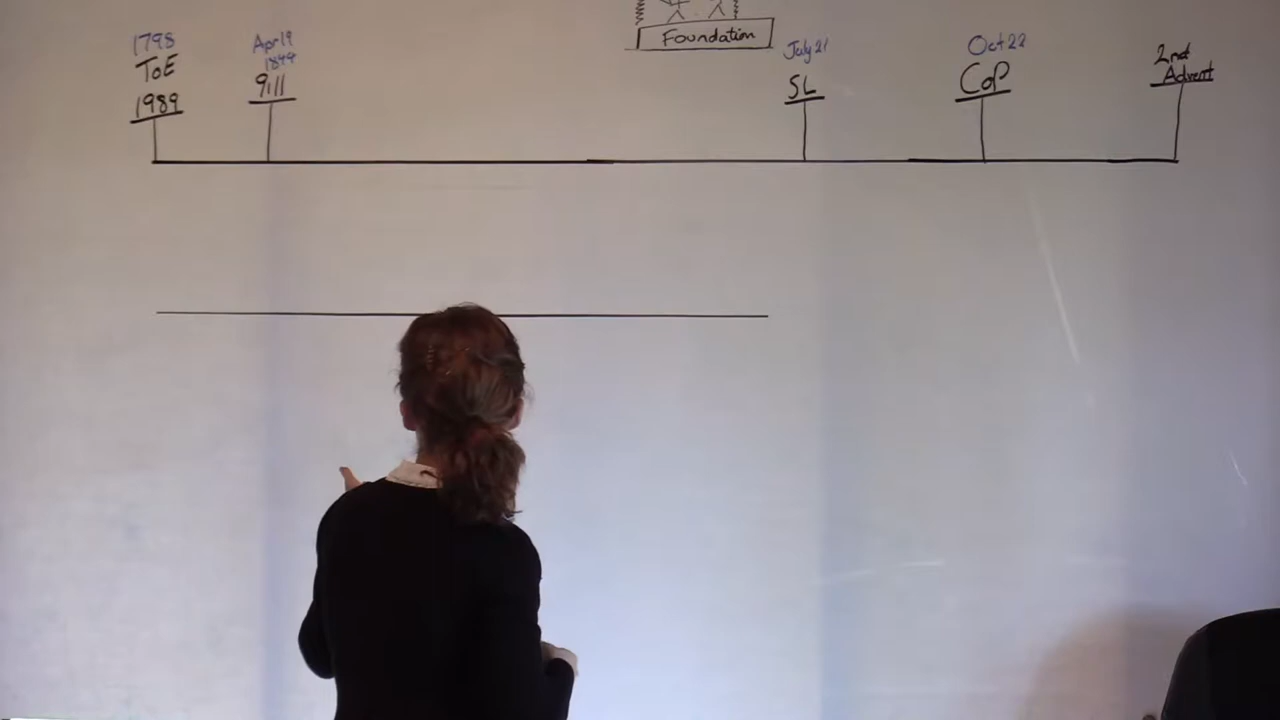 Foundation
1798
ToE
1989
Apr 19
1844
9.11
July 21
SL
Oct 22
CoP
2nd
Advent